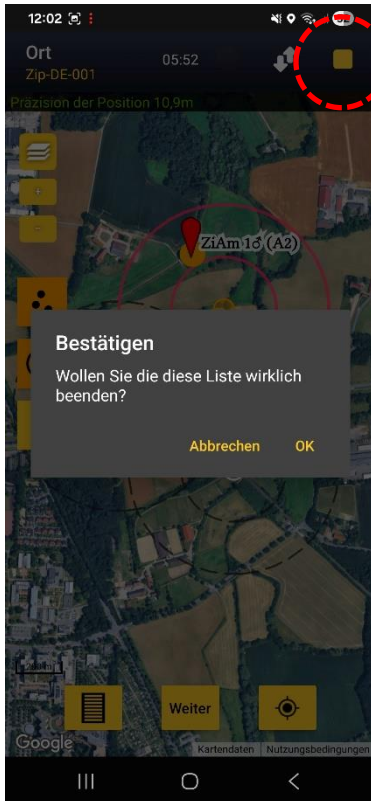 12:02
Ort
05:52
Zip-DE-001
Präzision der Position 10,9m
+
-
ZiAm 1♂ (A2)
Bestätigen
Wollen Sie die diese Liste wirklich
beenden?
Abbrechen OK
Weiter
Google
Kartendaten Nutzungsbedingungen